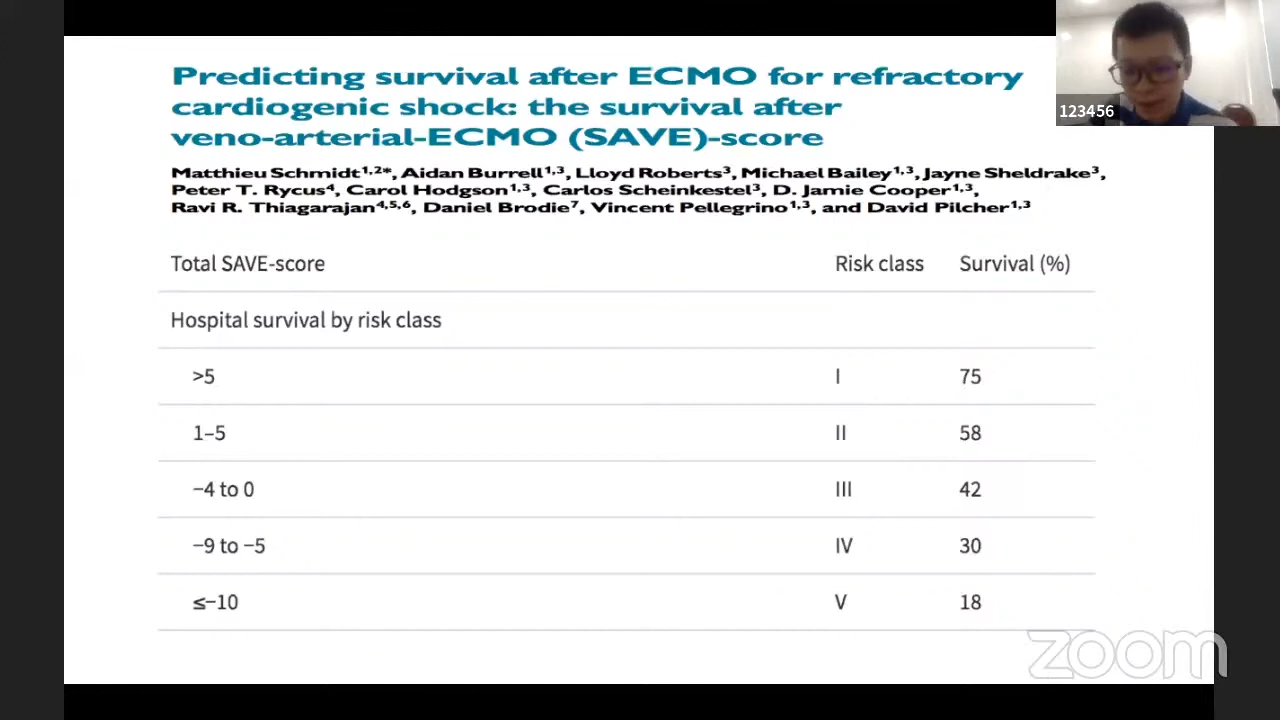 Predicting survival after ECMO for refractory
cardiogenic shock: the survival after
veno-arterial-ECMO (SAVE)-score
Matthieu Schmidt1,2*, Aidan Burrell1,3, Lloyd Roberts3, Michael Bailey1,3, Jayne Sheldrake3,
Peter T. Rycus4, Carol Hodgson1,3, Carlos Scheinkestel3, D. Jamie Cooper1,3,
Ravi R. Thiagarajan4,5,6, Daniel Brodie7, Vincent Pellegrino1,3, and David Pilcher1,3
123456
Total SAVE-score Risk class Survival (%)
Hospital survival by risk class
>5 I 75
1–5 II 58
−4 to 0 III 42
−9 to −5 IV 30
≤−10 V 18
zoom